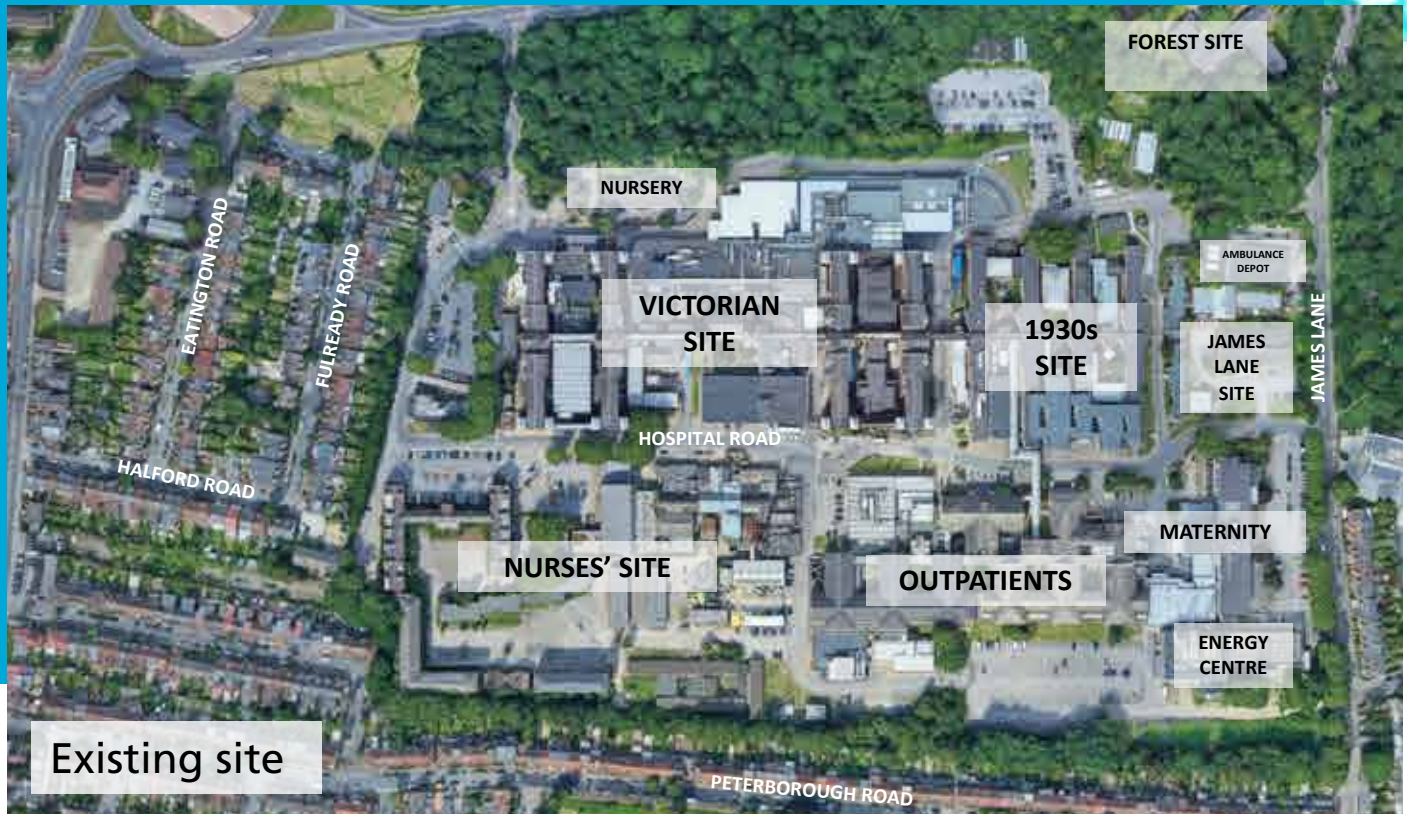 FOREST SITE
NURSERY
EATINGTON ROAD
FULREADY ROAD
AMBULANCE
DEPOT
VICTORIAN
SITE
1930s
SITE
JAMES
LANE
SITE
JAMES LANE
HOSPITAL ROAD
HALFORD ROAD
MATERNITY
NURSES’ SITE
OUTPATIENTS
ENERGY
CENTRE
Existing site
PETERBOROUGH ROAD